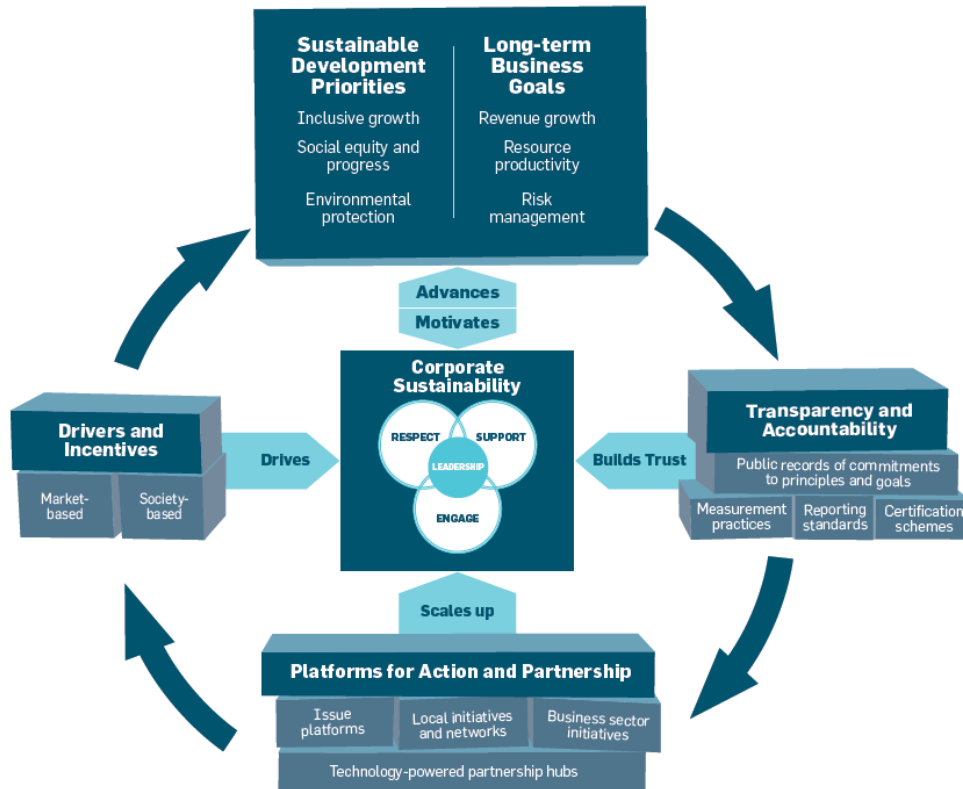 Sustainable
Development
Priorities
Inclusive growth
Social equity and
progress
Environmental
protection
Long-term
Business
Goals
Revenue growth
Resource
productivity
Risk
management
Advances
Motivates
Corporate
Sustainability
RESPECT
SUPPORT
LEADERSHIP
ENGAGE
Drivers and
Incentives
Market-
based
Society-
based
Drives
Builds Trust
Transparency and
Accountability
Public records of commitments
to principles and goals
Measurement
practices
Reporting
standards
Certification
schemes
Scales up
Platforms for Action and Partnership
Issue
platforms
Local initiatives
and networks
Business sector
initiatives
Technology-powered partnership hubs